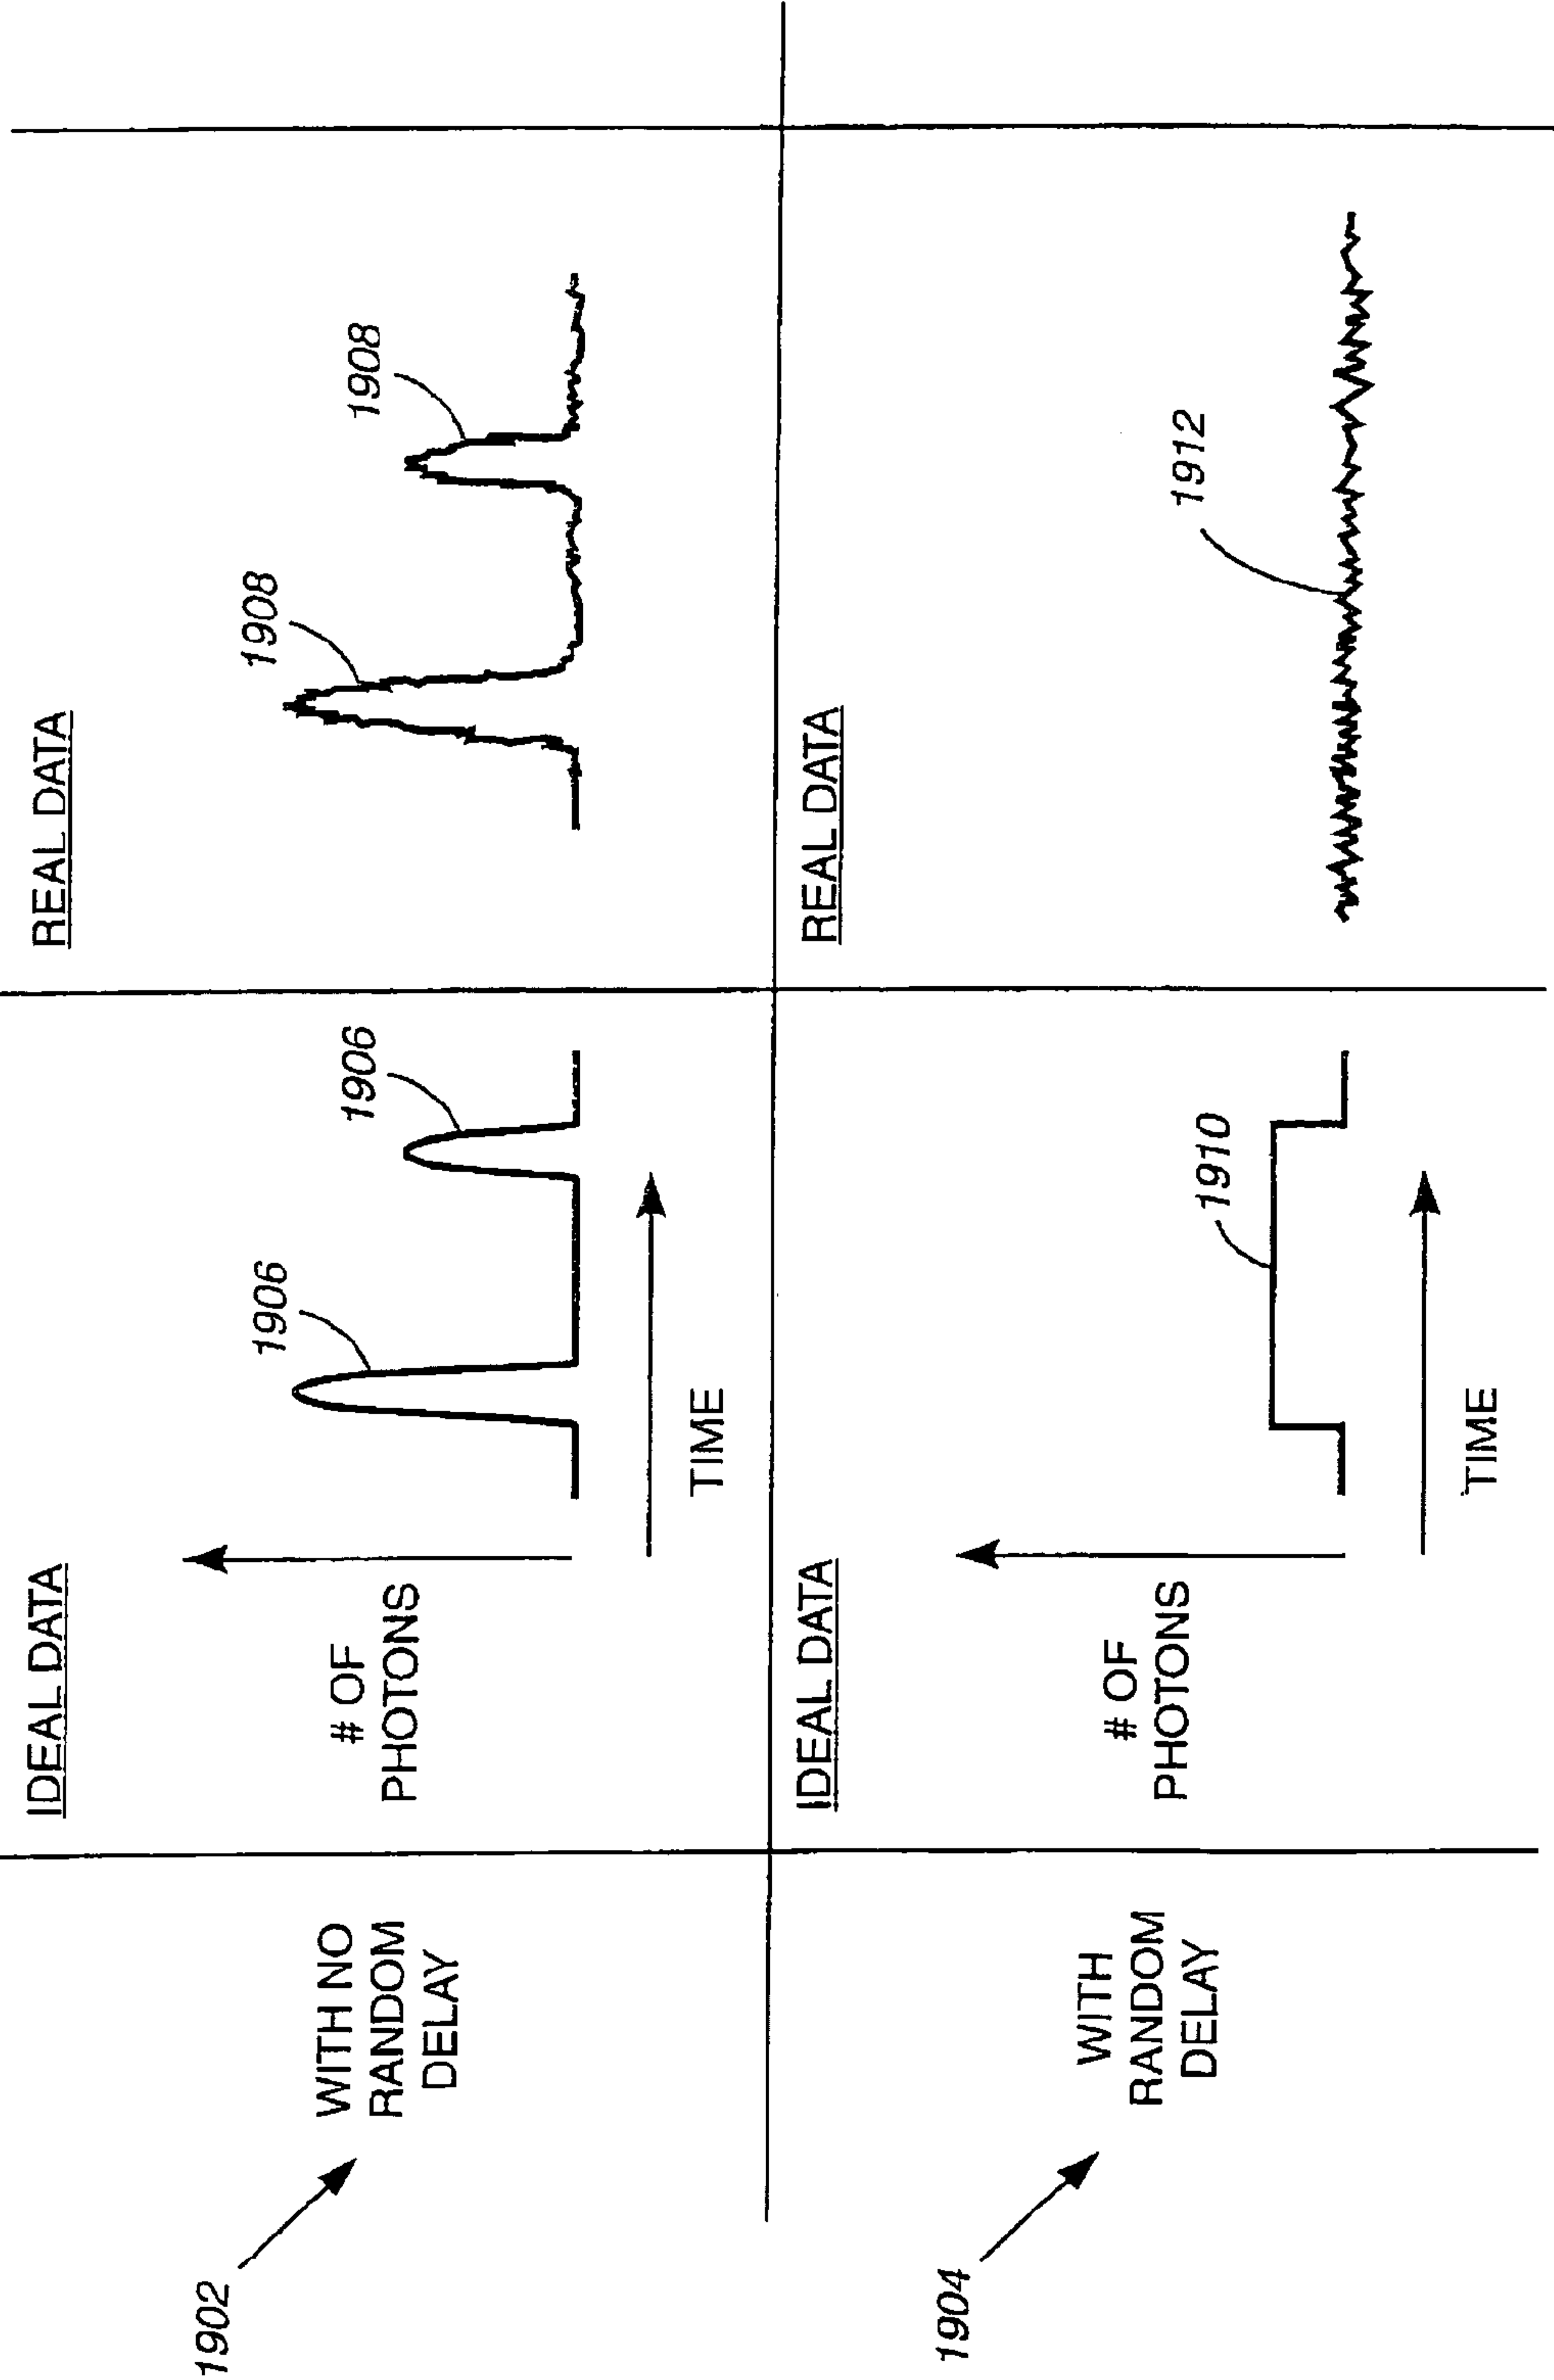 1902
WITH NO
RANDOM
DELAY
IDEAL DATA
# OF
PHOTONS
1906
1906
TIME
REAL DATA
1908
1908
1904
WITH
RANDOM
DELAY
IDEAL DATA
# OF
PHOTONS
1910
TIME
REAL DATA
1912